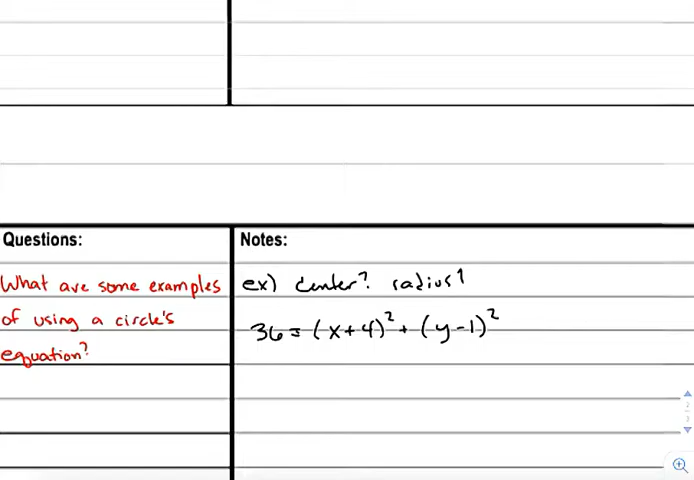 Questions:
Notes:
What are some examples
of using a circle's
equation?
ex) center? radius?
36 = (x+4)² + (y-1)²